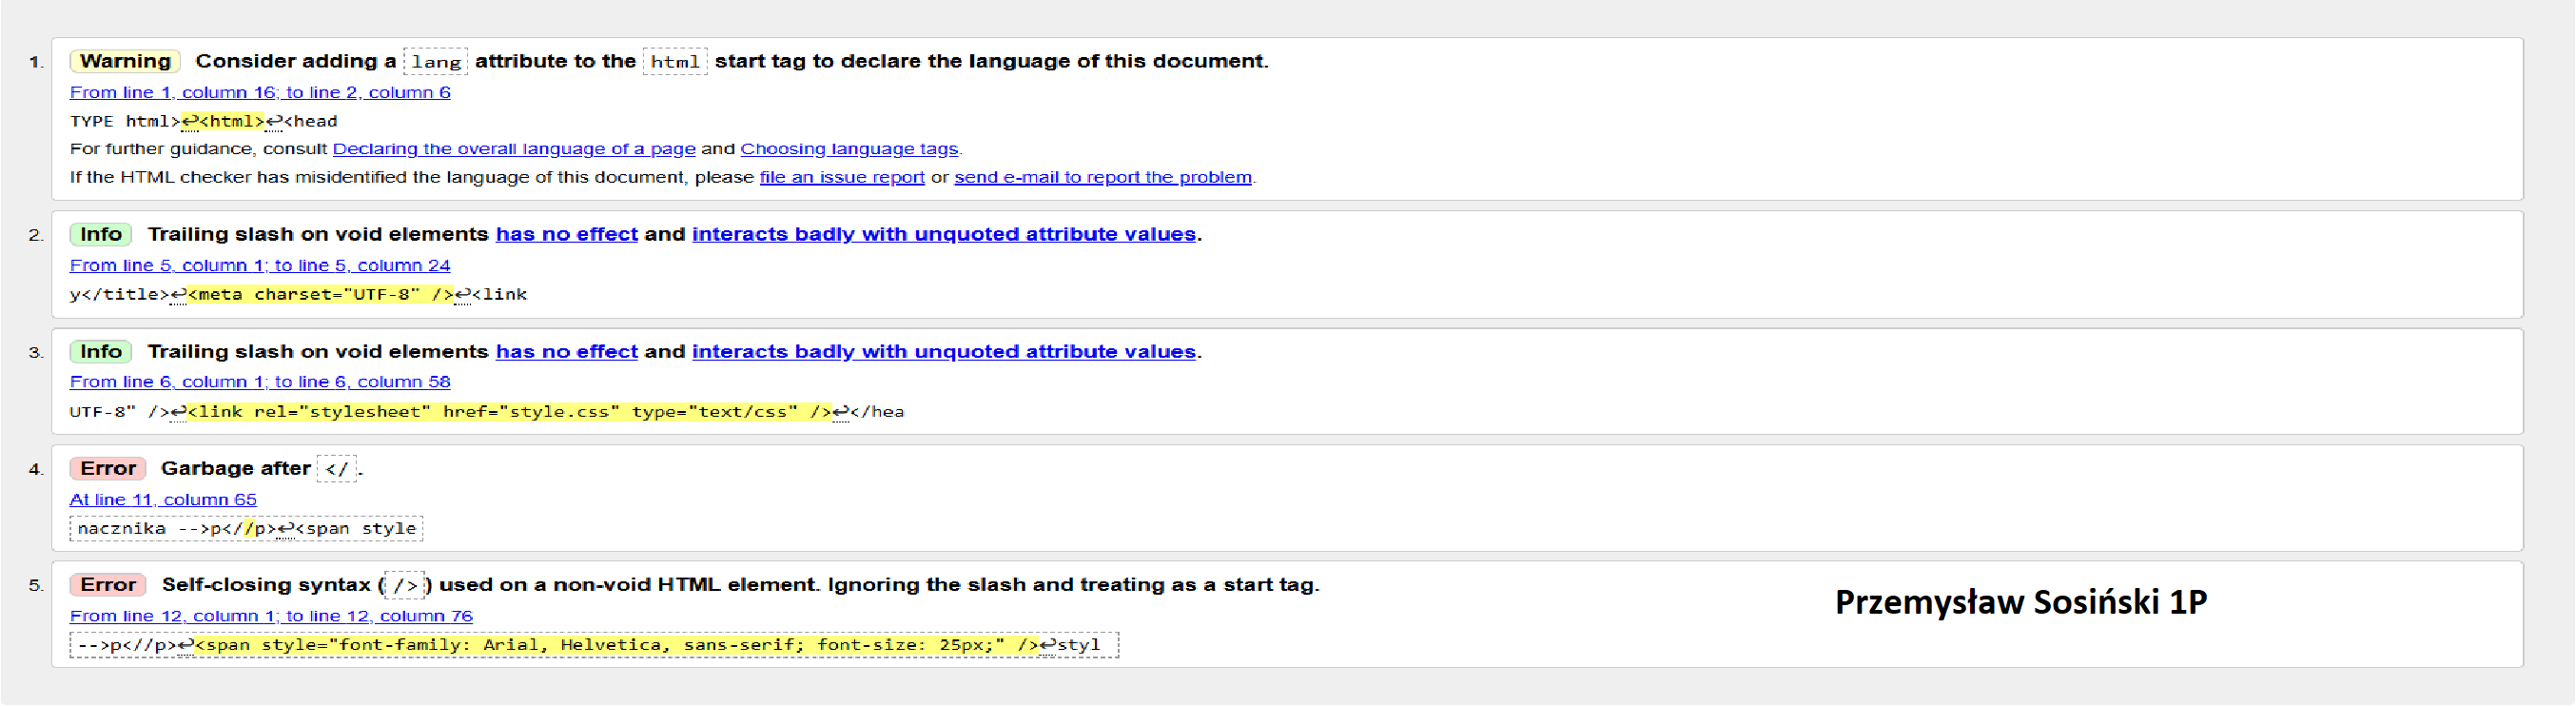 1. Warning Consider adding a lang attribute to the html start tag to declare the language of this document.
From line 1, column 16; to line 2, column 6
TYPE html>↩<html>↩<head
For further guidance, consult Declaring the overall language of a page and Choosing language tags.
If the HTML checker has misidentified the language of this document, please file an issue report or send e-mail to report the problem.
2. Info Trailing slash on void elements has no effect and interacts badly with unquoted attribute values.
From line 5, column 1; to line 5, column 24
y</title>↩<meta charset="UTF-8" />↩<link
3. Info Trailing slash on void elements has no effect and interacts badly with unquoted attribute values.
From line 6, column 1; to line 6, column 58
UTF-8" />↩<link rel="stylesheet" href="style.css" type="text/css" />↩</hea
4. Error Garbage after </.
At line 11, column 65
nacznika -->p<//p>↩<span style
5. Error Self-closing syntax (/>) used on a non-void HTML element. Ignoring the slash and treating as a start tag.
Przemysław Sosiński 1P
From line 12, column 1; to line 12, column 76
-->p<//p>↩<span style="font-family: Arial, Helvetica, sans-serif; font-size: 25px;" />↩styl